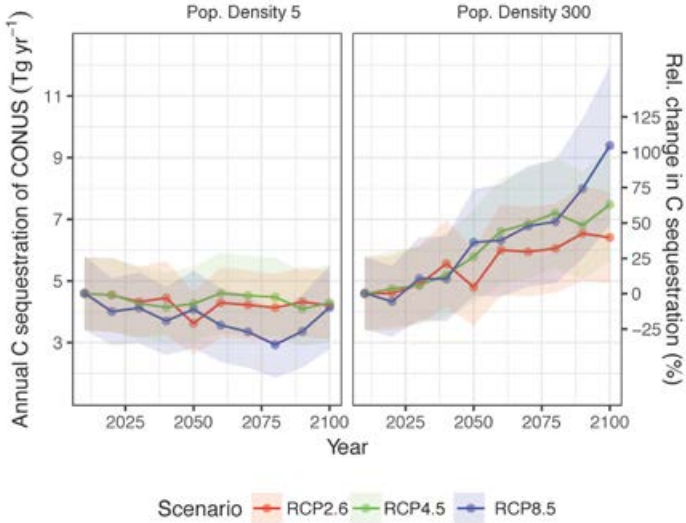 Pop. Density 5
Pop. Density 300
Annual C sequestration of CONUS (Tg yr⁻¹)
11
9
7
5
3
125
100
75
50
25
0
−25
Rel. change in C sequestration (%)
2025 2050 2075 2100
2025 2050 2075 2100
Year
Scenario RCP2.6 RCP4.5 RCP8.5